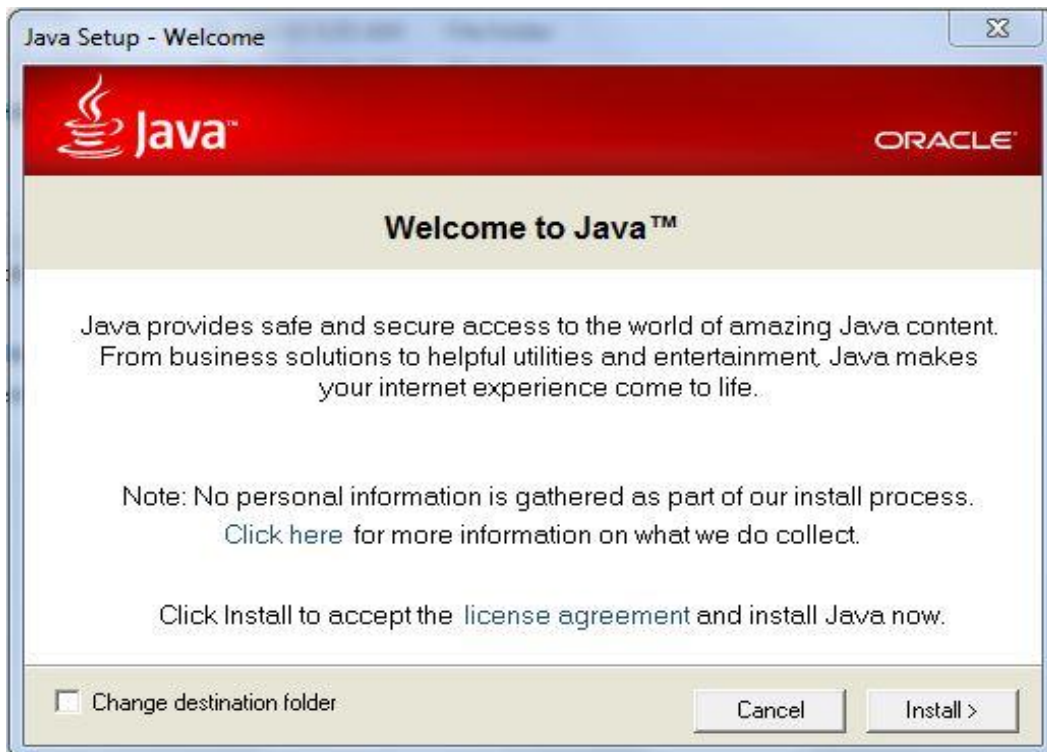 Java Setup - Welcome
Java™
ORACLE
Welcome to Java™
Java provides safe and secure access to the world of amazing Java content.
From business solutions to helpful utilities and entertainment, Java makes
your internet experience come to life.
Note: No personal information is gathered as part of our install process.
Click here for more information on what we do collect.
Click Install to accept the license agreement and install Java now.
Change destination folder
Cancel
Install >